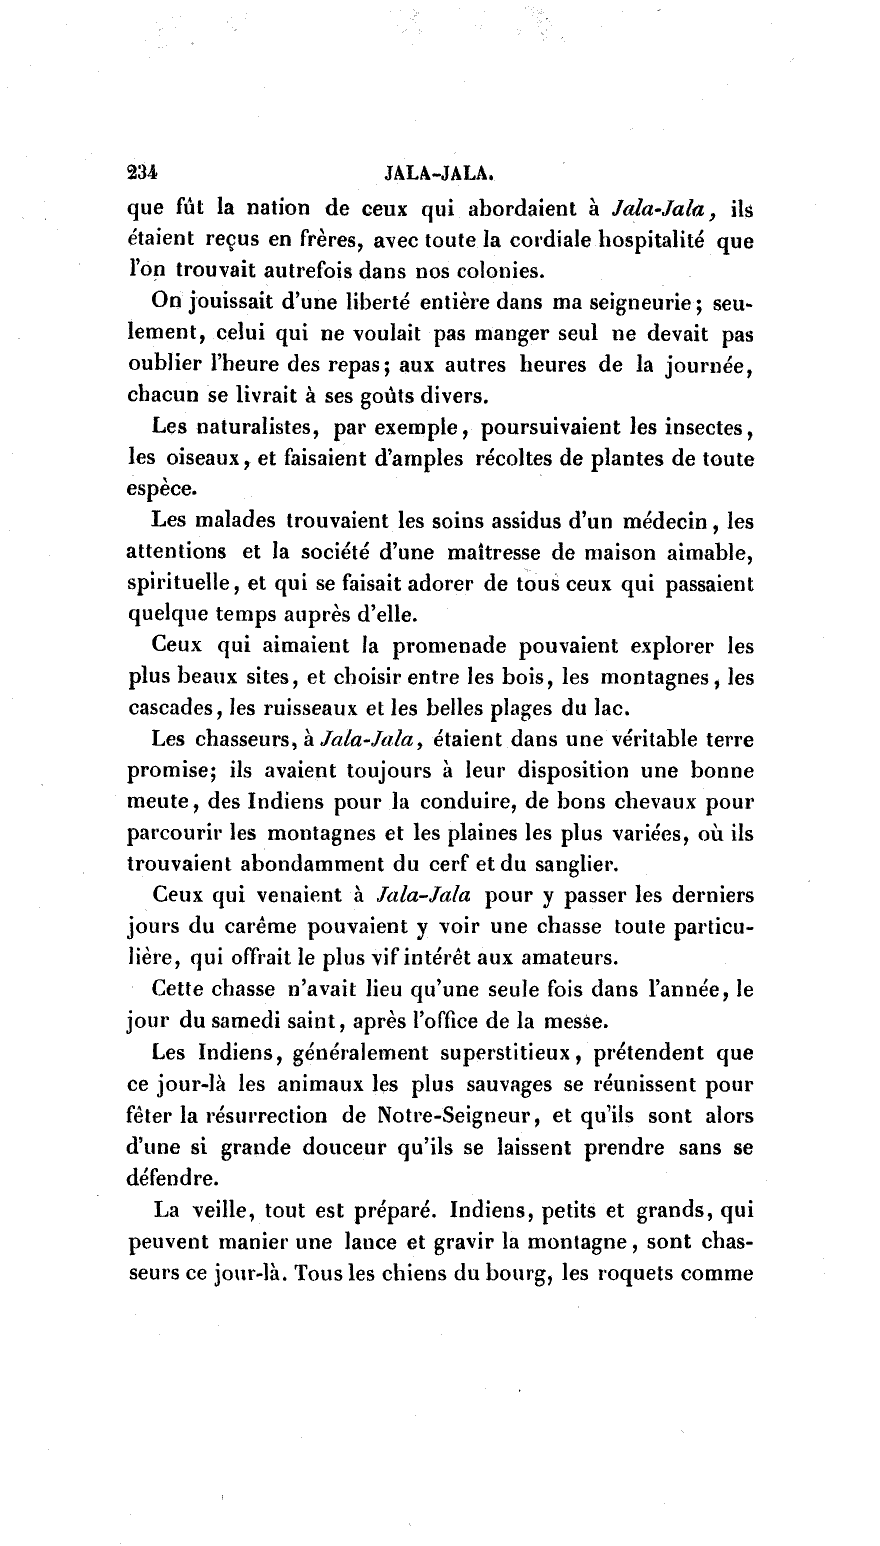 234 JALA-JALA.
que fût la nation de ceux qui abordaient à Jala-Jala, ils
étaient reçus en frères, avec toute la cordiale hospitalité que
l'on trouvait autrefois dans nos colonies.
On jouissait d'une liberté entière dans ma seigneurie; seu-
lement, celui qui ne voulait pas manger seul ne devait pas
oublier l'heure des repas; aux autres heures de la journée,
chacun se livrait à ses goûts divers.
Les naturalistes, par exemple, poursuivaient les insectes,
les oiseaux, et faisaient d'amples récoltes de plantes de toute
espèce.
Les malades trouvaient les soins assidus d'un médecin, les
attentions et la société d'une maîtresse de maison aimable,
spirituelle, et qui se faisait adorer de tous ceux qui passaient
quelque temps auprès d'elle.
Ceux qui aimaient la promenade pouvaient explorer les
plus beaux sites, et choisir entre les bois, les montagnes, les
cascades, les ruisseaux et les belles plages du lac.
Les chasseurs, à Jala-Jala, étaient dans une véritable terre
promise; ils avaient toujours à leur disposition une bonne
meute, des Indiens pour la conduire, de bons chevaux pour
parcourir les montagnes et les plaines les plus variées, où ils
trouvaient abondamment du cerf et du sanglier.
Ceux qui venaient à Jala-Jala pour y passer les derniers
jours du carême pouvaient y voir une chasse toute particu-
lière, qui offrait le plus vif intérêt aux amateurs.
Cette chasse n'avait lieu qu'une seule fois dans l'année, le
jour du samedi saint, après l'office de la messe.
Les Indiens, généralement superstitieux, prétendent que
ce jour-là les animaux les plus sauvages se réunissent pour
fêter la résurrection de Notre-Seigneur, et qu'ils sont alors
d'une si grande douceur qu'ils se laissent prendre sans se
défendre.
La veille, tout est préparé. Indiens, petits et grands, qui
peuvent manier une lance et gravir la montagne, sont chas-
seurs ce jour-là. Tous les chiens du bourg, les roquets comme